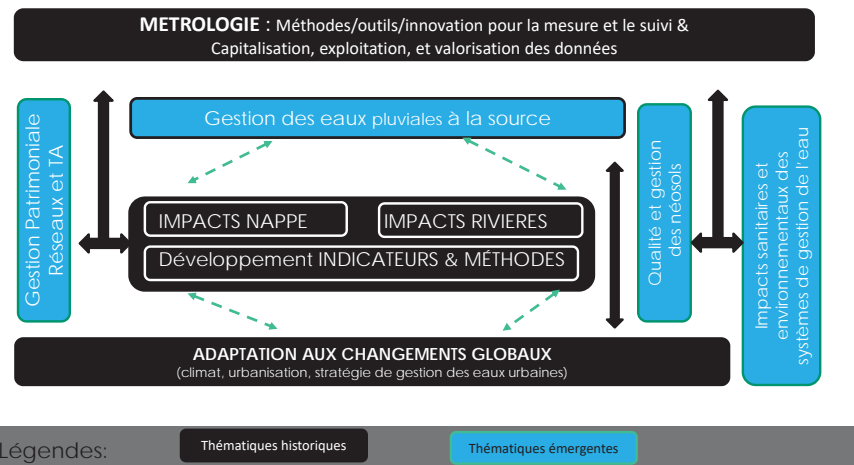 METROLOGIE : Méthodes/outils/innovation pour la mesure et le suivi &
Capitalisation, exploitation, et valorisation des données
Gestion Patrimoniale
Réseaux et TA
Gestion des eaux pluviales à la source
IMPACTS NAPPE
IMPACTS RIVIERES
Développement INDICATEURS & MÉTHODES
Qualité et gestion
des néosols
Impacts sanitaires et
environnementaux des
systèmes de gestion de l'eau
ADAPTATION AUX CHANGEMENTS GLOBAUX
(climat, urbanisation, stratégie de gestion des eaux urbaines)
Légendes:
Thématiques historiques
Thématiques émergentes